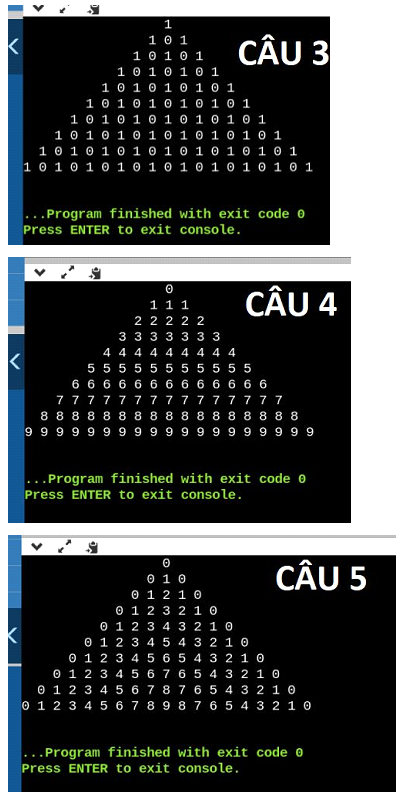 1
1 0 1
1 0 1 0 1
CÂU 3
1 0 1 0 1 0 1
1 0 1 0 1 0 1 0 1
1 0 1 0 1 0 1 0 1 0 1
1 0 1 0 1 0 1 0 1 0 1 0 1
1 0 1 0 1 0 1 0 1 0 1 0 1 0 1
1 0 1 0 1 0 1 0 1 0 1 0 1 0 1 0 1
1 0 1 0 1 0 1 0 1 0 1 0 1 0 1 0 1 0 1
...Program finished with exit code 0
Press ENTER to exit console.
0
1 1 1
CÂU 4
2 2 2 2 2
3 3 3 3 3 3 3
4 4 4 4 4 4 4 4 4
5 5 5 5 5 5 5 5 5 5 5
6 6 6 6 6 6 6 6 6 6 6 6 6
7 7 7 7 7 7 7 7 7 7 7 7 7 7 7
8 8 8 8 8 8 8 8 8 8 8 8 8 8 8 8 8
9 9 9 9 9 9 9 9 9 9 9 9 9 9 9 9 9 9 9
...Program finished with exit code 0
Press ENTER to exit console.
0
0 1 0
CÂU 5
0 1 2 1 0
0 1 2 3 2 1 0
0 1 2 3 4 3 2 1 0
0 1 2 3 4 5 4 3 2 1 0
0 1 2 3 4 5 6 5 4 3 2 1 0
0 1 2 3 4 5 6 7 6 5 4 3 2 1 0
0 1 2 3 4 5 6 7 8 7 6 5 4 3 2 1 0
0 1 2 3 4 5 6 7 8 9 8 7 6 5 4 3 2 1 0
...Program finished with exit code 0
Press ENTER to exit console.